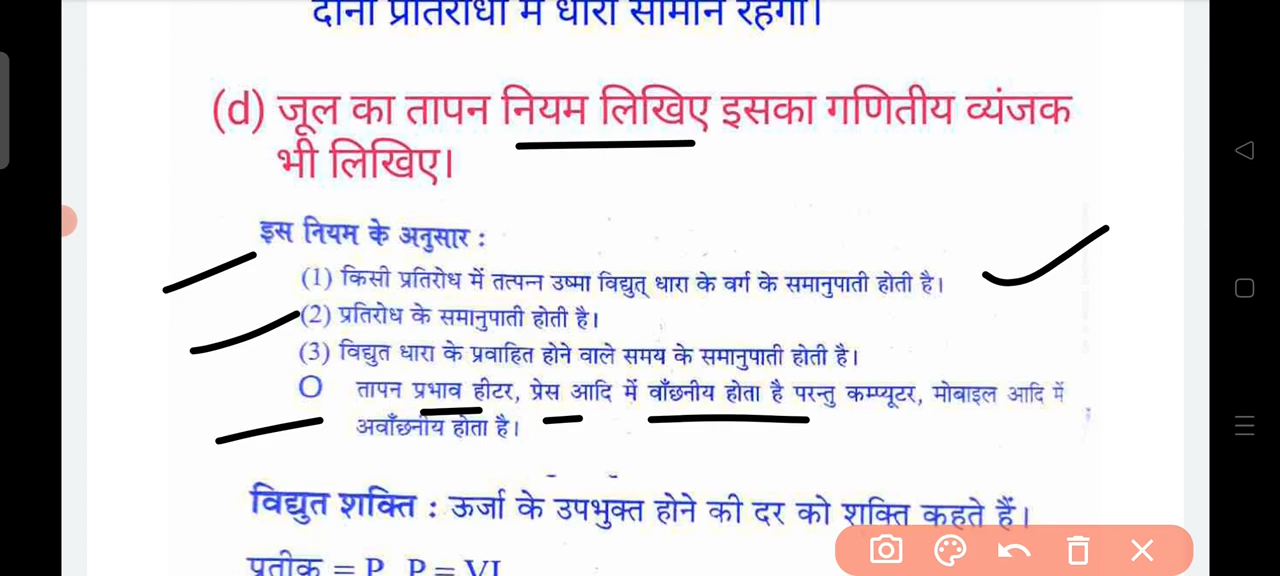 दोनों प्रतिरोधों में धारा सामान रहेगी।
(d) जूल का तापन नियम लिखिए इसका गणितीय व्यंजक
भी लिखिए।
इस नियम के अनुसार :
(1) किसी प्रतिरोध में तत्पन्न उष्मा विद्युत् धारा के वर्ग के समानुपाती होती है।
(2) प्रतिरोध के समानुपाती होती है।
(3) विद्युत धारा के प्रवाहित होने वाले समय के समानुपाती होती है।
O तापन प्रभाव हीटर, प्रेस आदि में वाँछनीय होता है परन्तु कम्प्यूटर, मोबाइल आदि में
अवाँछनीय होता है।
विद्युत शक्ति : ऊर्जा के उपभुक्त होने की दर को शक्ति कहते हैं।
प्रतीक = P P = VI